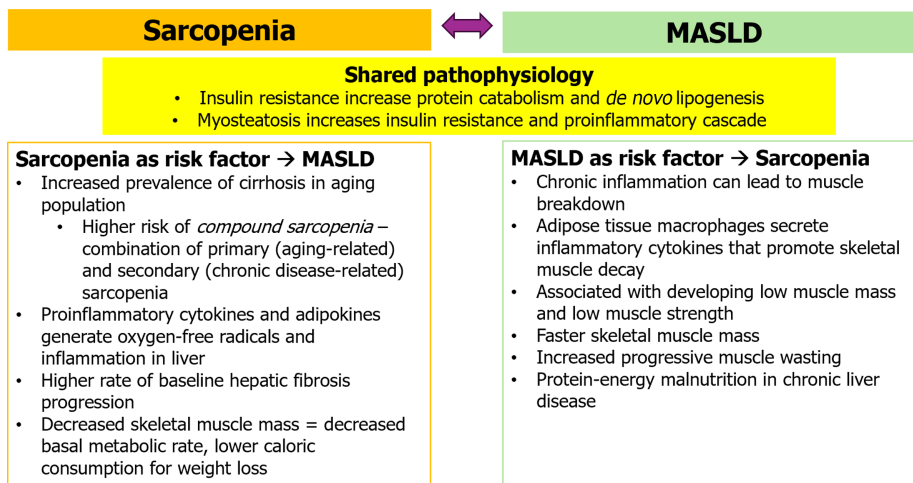 Sarcopenia
MASLD
Shared pathophysiology
• Insulin resistance increase protein catabolism and de novo lipogenesis
• Myosteatosis increases insulin resistance and proinflammatory cascade
Sarcopenia as risk factor → MASLD
• Increased prevalence of cirrhosis in aging
population
• Higher risk of compound sarcopenia –
combination of primary (aging-related)
and secondary (chronic disease-related)
sarcopenia
• Proinflammatory cytokines and adipokines
generate oxygen-free radicals and
inflammation in liver
• Higher rate of baseline hepatic fibrosis
progression
• Decreased skeletal muscle mass = decreased
basal metabolic rate, lower caloric
consumption for weight loss
MASLD as risk factor → Sarcopenia
• Chronic inflammation can lead to muscle
breakdown
• Adipose tissue macrophages secrete
inflammatory cytokines that promote skeletal
muscle decay
• Associated with developing low muscle mass
and low muscle strength
• Faster skeletal muscle mass
• Increased progressive muscle wasting
• Protein-energy malnutrition in chronic liver
disease